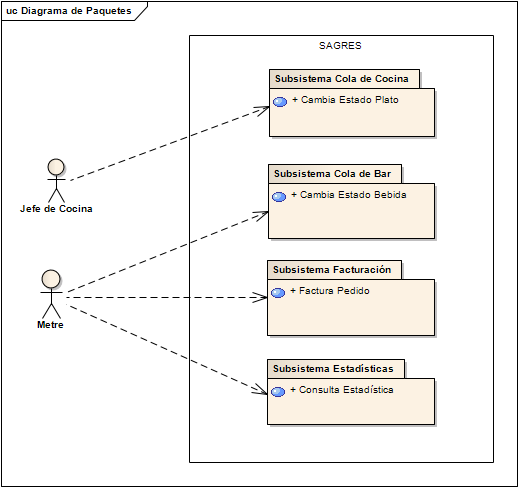 uc Diagrama de Paquetes
SAGRES
Subsistema Cola de Cocina
+ Cambia Estado Plato
Jefe de Cocina
Subsistema Cola de Bar
+ Cambia Estado Bebida
Metre
Subsistema Facturación
+ Factura Pedido
Subsistema Estadísticas
+ Consulta Estadística